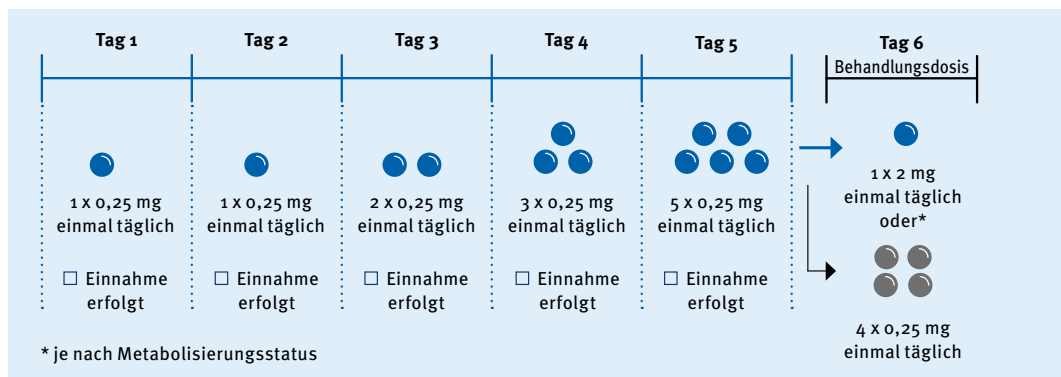 Tag 1
Tag 2
Tag 3
Tag 4
Tag 5
Tag 6
Behandlungsdosis
1 x 0,25 mg
einmal täglich
1 x 0,25 mg
einmal täglich
2 x 0,25 mg
einmal täglich
3 x 0,25 mg
einmal täglich
5 x 0,25 mg
einmal täglich
1 x 2 mg
einmal täglich
oder*
☐ Einnahme
erfolgt
☐ Einnahme
erfolgt
☐ Einnahme
erfolgt
☐ Einnahme
erfolgt
☐ Einnahme
erfolgt
4 x 0,25 mg
einmal täglich
* je nach Metabolisierungsstatus